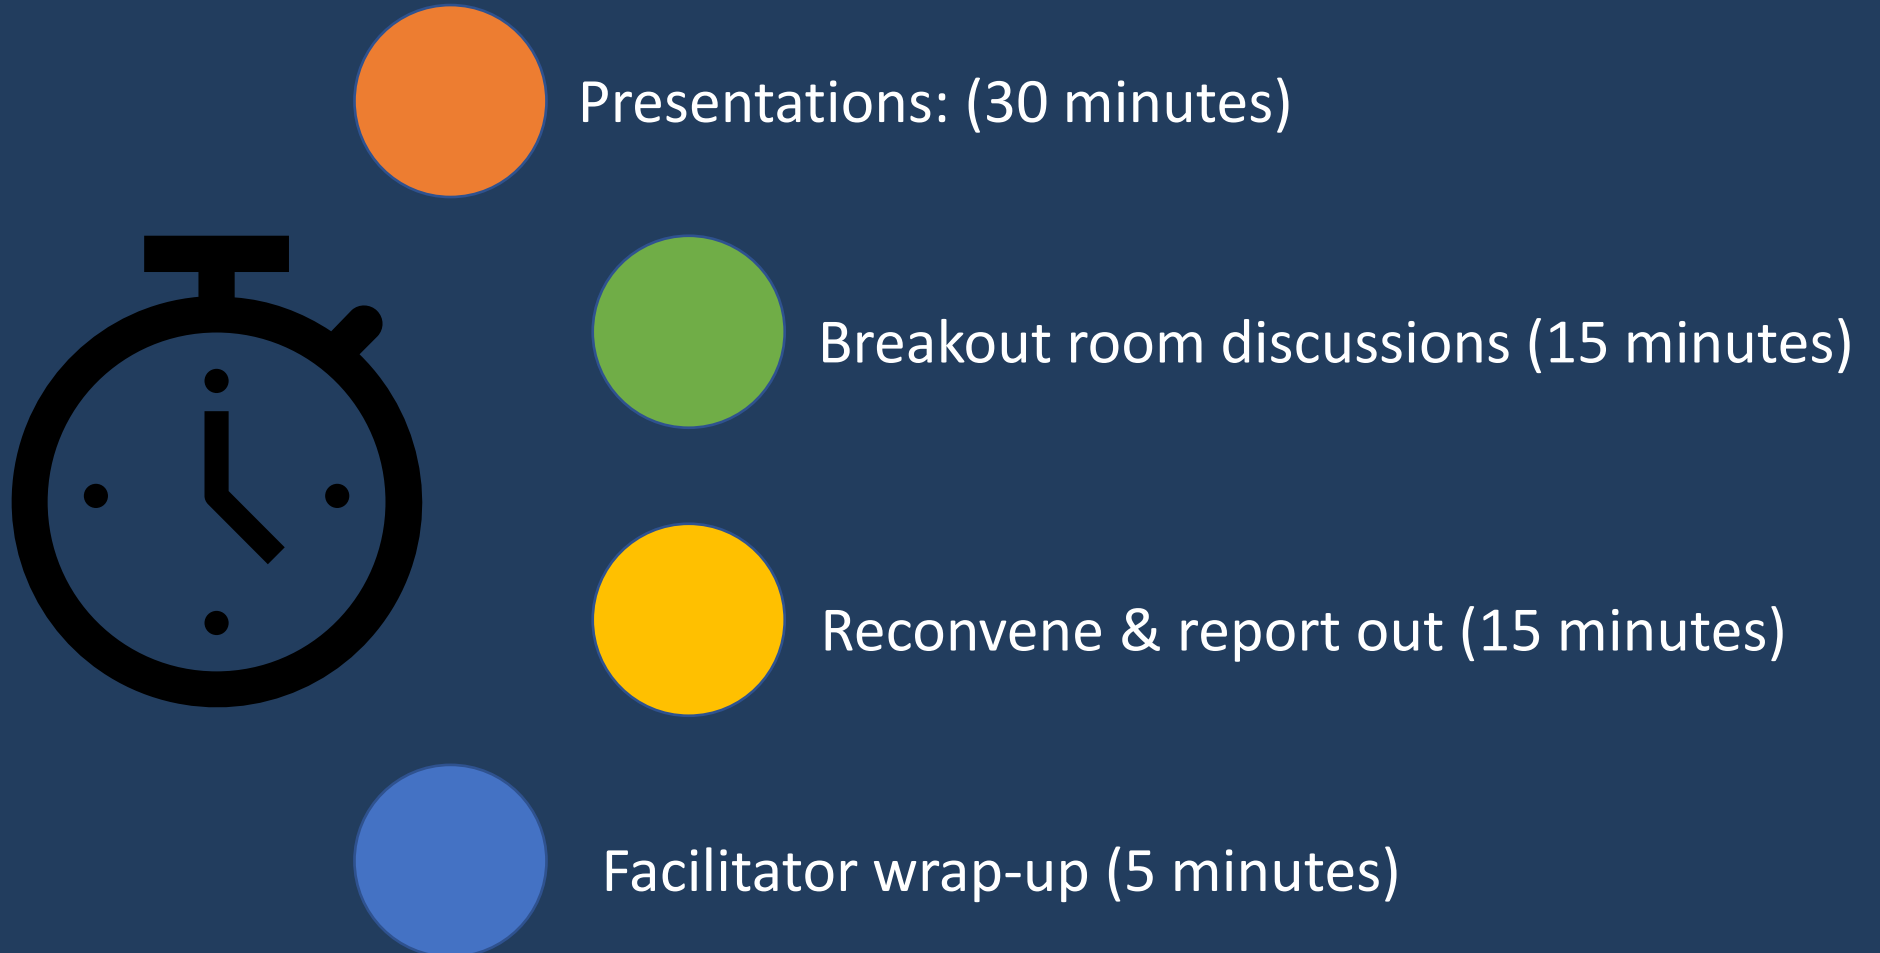 Presentations: (30 minutes)
Breakout room discussions (15 minutes)
Reconvene & report out (15 minutes)
Facilitator wrap-up (5 minutes)